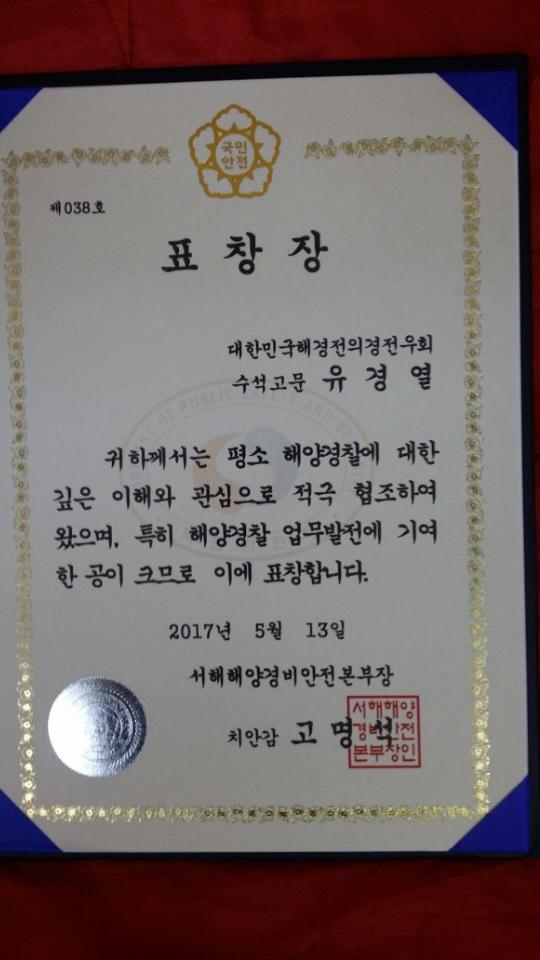 국민
안전
제038호
표창장
대한민국해경전의경전우회
수석고문 유경열
귀하께서는 평소 해양경찰에 대한
깊은 이해와 관심으로 적극 협조하여
왔으며, 특히 해양경찰 업무발전에 기여
한 공이 크므로 이에 표창합니다.
2017년 5월 13일
서해해양경비안전본부장
치안감 고명석
서해해양
경비안전
본부장인